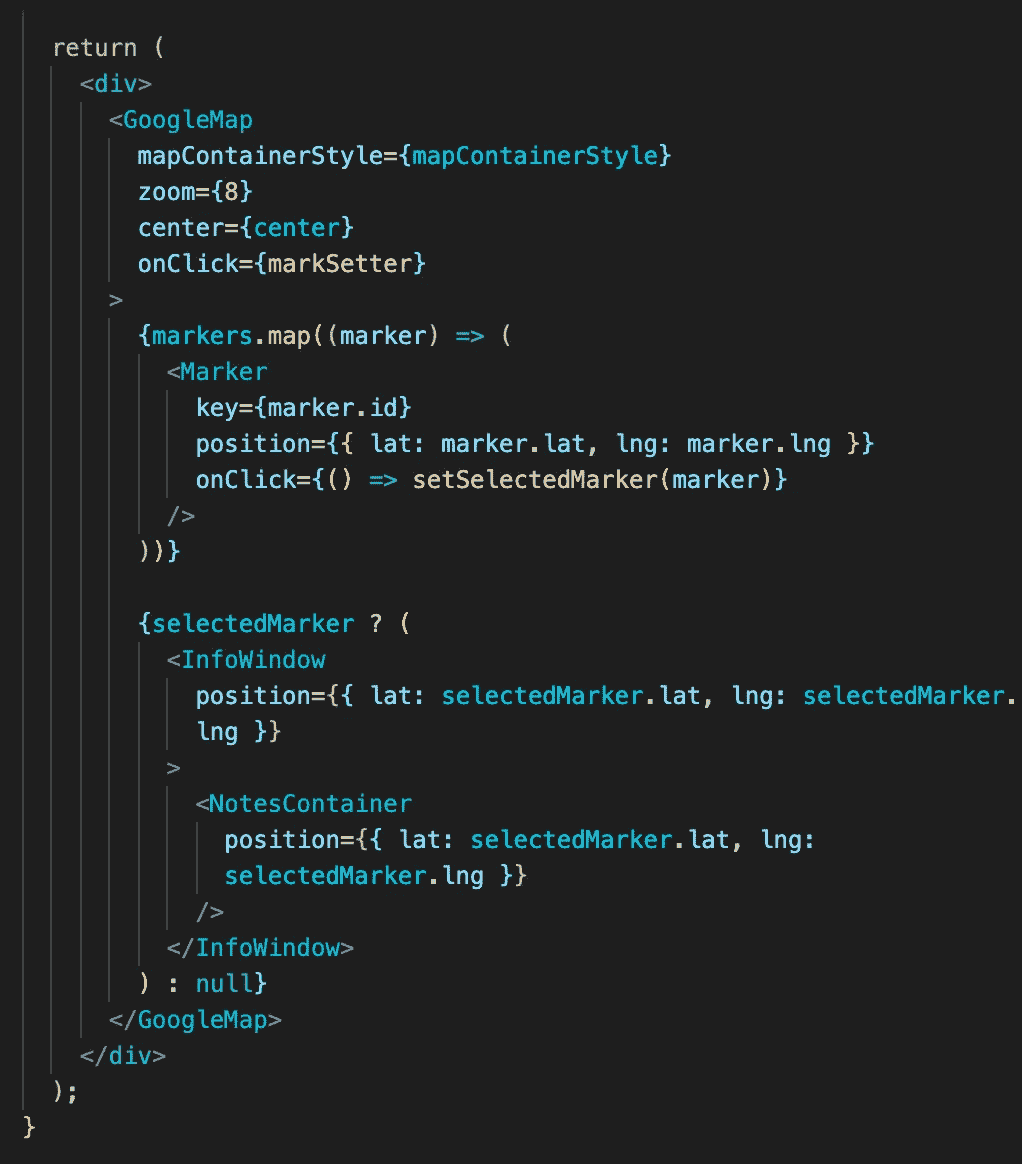 return (
<div>
<GoogleMap
mapContainerStyle={mapContainerStyle}
zoom={8}
center={center}
onClick={markSetter}
>
{markers.map((marker) => (
<Marker
key={marker.id}
position={{ lat: marker.lat, lng: marker.lng }}
onClick={() => setSelectedMarker(marker)}
/>
))}
{selectedMarker ? (
<InfoWindow
position={{ lat: selectedMarker.lat, lng: selectedMarker.
lng }}
>
<NotesContainer
position={{ lat: selectedMarker.lat, lng:
selectedMarker.lng }}
/>
</InfoWindow>
) : null}
</GoogleMap>
</div>
);
}